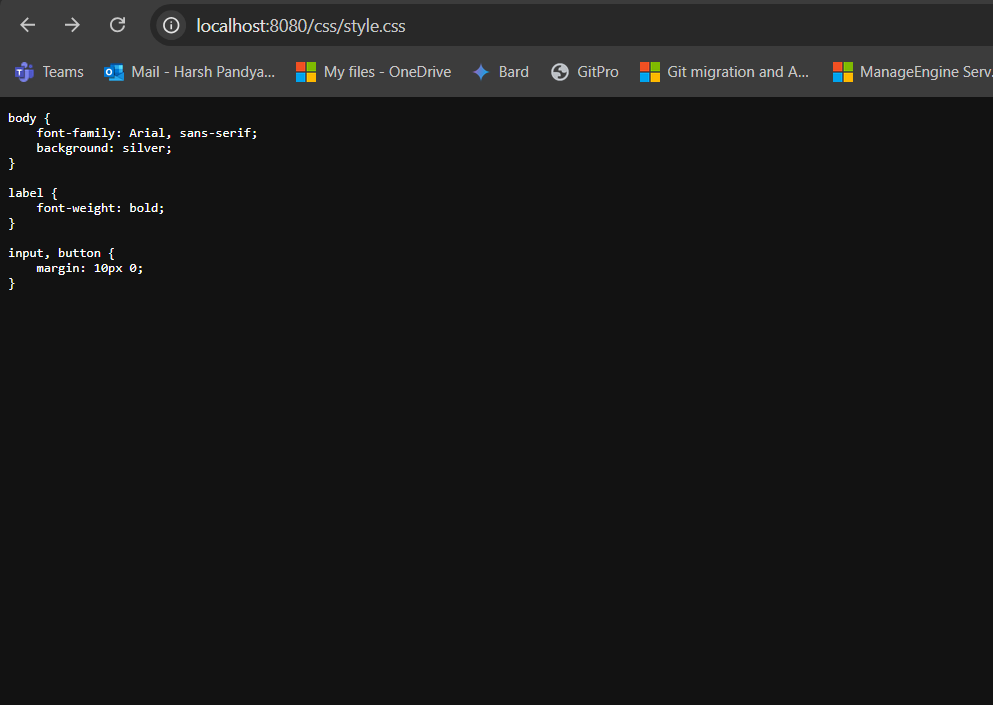 localhost:8080/css/style.css
Teams Mail - Harsh Pandya... My files - OneDrive Bard GitPro Git migration and A... ManageEngine Serv.
body {
    font-family: Arial, sans-serif;
    background: silver;
}
label {
    font-weight: bold;
}
input, button {
    margin: 10px 0;
}